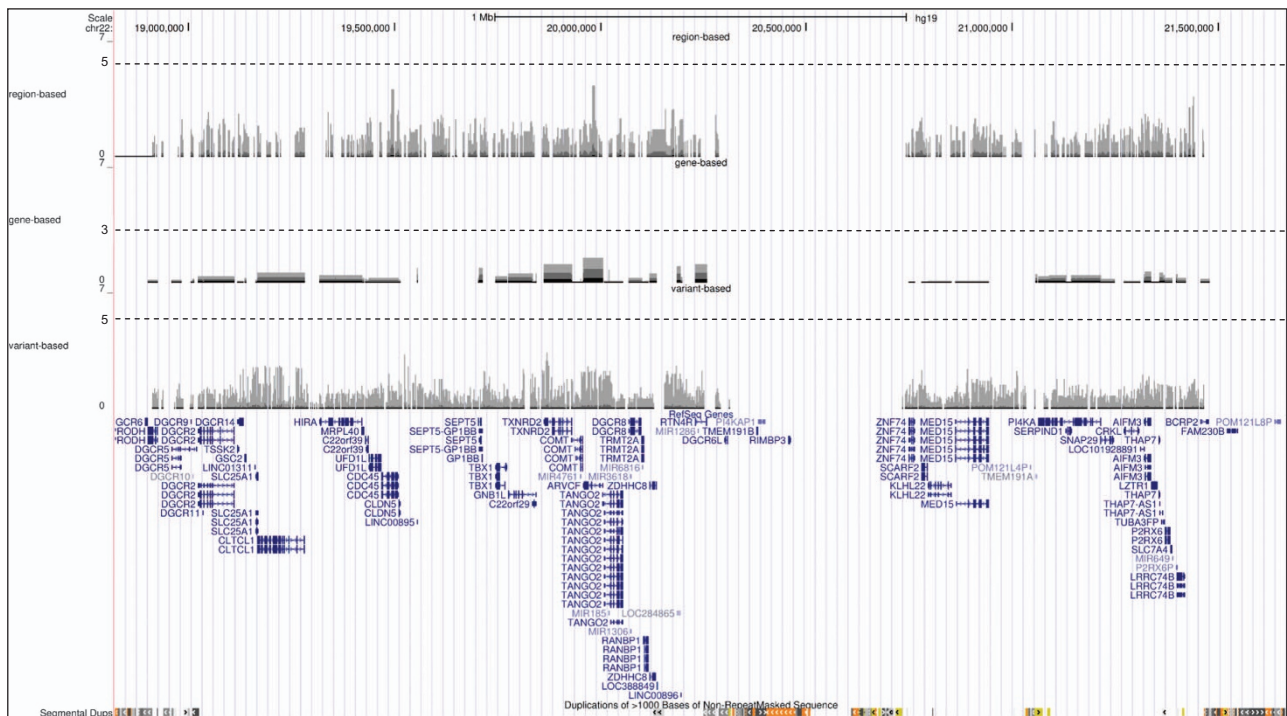 Scale 1 Mb hg19
chr22: 19,000,000 19,500,000 20,000,000 20,500,000 21,000,000 21,500,000
7 region-based
5
region-based
0
gene-based
7
gene-based
3
0
variant-based
7
5
variant-based
0
RefSeq Genes
GCR6 DGCR9 DGCR14 HIRA SEPT5 TXNRD2 DGCR8 RTN4R PI4KAP1 ZNF74 MED15 PI4KA AIFM3 BCRP2 POM121L8P
PRODH DGCR2 MRPL40 SEPT5-GP1BB TXNRD2 DGCR8 MIR1286 TMEM191B ZNF74 MED15 SERPIND1 CRKL FAM230B
PRODH DGCR2 TSSK2 C22orf39 SEPT5 COMT TRMT2A DGCR6L RIMBP3 ZNF74 MED15 SNAP29 THAP7
DGCR5 GSC2 C22orf39 SEPT5-GP1BB COMT TRMT2A ZNF74 MED15 LOC101928891
DGCR5 UFD1L GP1BB COMT TRMT2A ZNF74 MED15 AIFM3
DGCR5 LINC01311 UFD1L TBX1 COMT MIR6816 SCARF2 POM121L4P AIFM3
DGCR10 SLC25A1 CDC45 TBX1 MIR4761 MIR3618 SCARF2 TMEM191A AIFM3
DGCR2 CDC45 TBX1 ARVCF ZDHHC8 KLHL22 LZTR1
DGCR2 CDC45 GNB1L TANGO2 KLHL22 THAP7
DGCR2 CLDN5 C22orf29 TANGO2 MED15 THAP7-AS1
DGCR11 SLC25A1 CLDN5 TANGO2 THAP7-AS1
SLC25A1 LINC00895 TANGO2 TUBA3FP
SLC25A1 TANGO2 P2RX6
CLTCL1 TANGO2 P2RX6
CLTCL1 TANGO2 SLC7A4
TANGO2 MIR649
TANGO2 P2RX6P
TANGO2 LRRC74B
TANGO2 LRRC74B
TANGO2 LRRC74B
MIR185 LOC284865
TANGO2
MIR1306
RANBP1
RANBP1
RANBP1
RANBP1
ZDHHC8
LOC388849
LINC00896
Duplications of >1000 Bases of Non-RepeatMasked Sequence
Segmental Dups